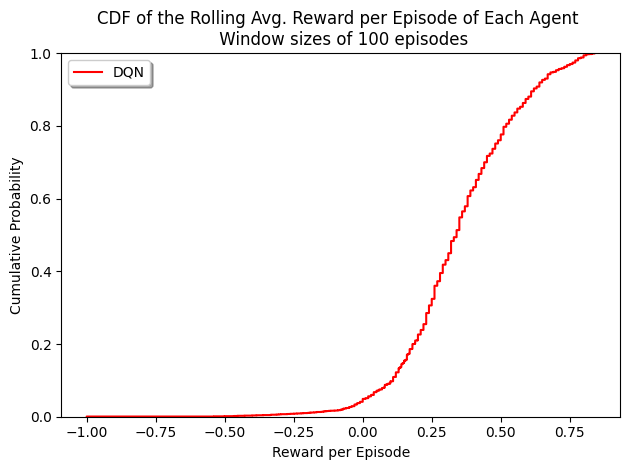 CDF of the Rolling Avg. Reward per Episode of Each Agent
Window sizes of 100 episodes
DQN
1.0
0.8
0.6
0.4
0.2
0.0
Cumulative Probability
−1.00 −0.75 −0.50 −0.25 0.00 0.25 0.50 0.75
Reward per Episode